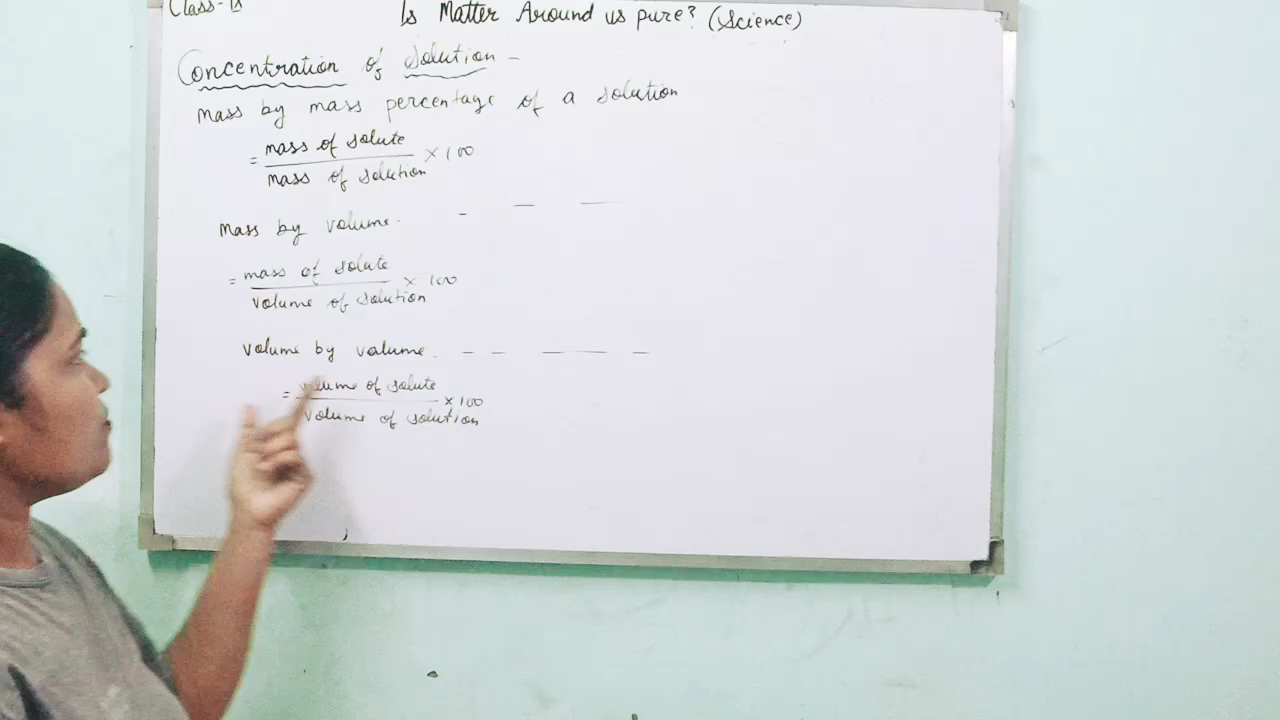 Class-IX
Is Matter Around us pure? (Science)
Concentration of solution -
Mass by mass percentage of a solution
= mass of solute
mass of solution × 100
Mass by volume. - — —
= mass of solute
volume of solution × 100
Volume by volume. - - — — -
= volume of solute
volume of solution × 100